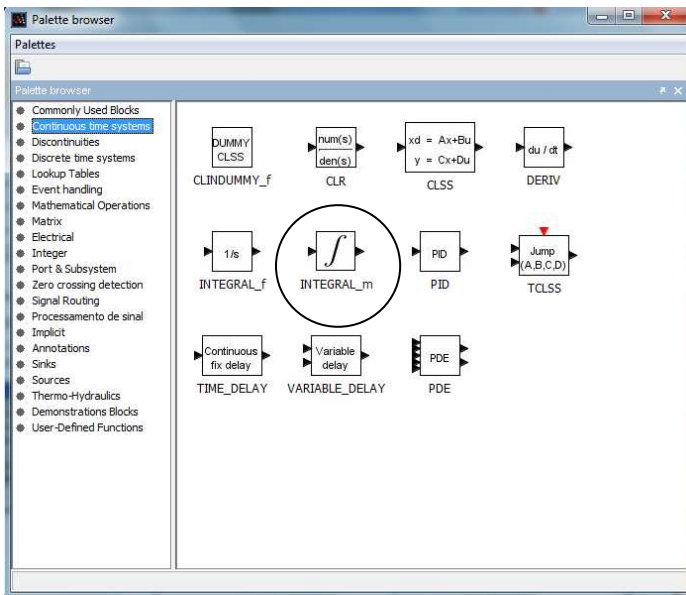 Palette browser
Palettes
Palette browser
Commonly Used Blocks
Continuous time systems
Discontinuities
Discrete time systems
Lookup Tables
Event handling
Mathematical Operations
Matrix
Electrical
Integer
Port & Subsystem
Zero crossing detection
Signal Routing
Processamento de sinal
Implicit
Annotations
Sinks
Sources
Thermo-Hydraulics
Demonstrations Blocks
User-Defined Functions
DUMMY
CLSS
CLINDUMMY_f
num(s)
den(s)
CLR
xd = Ax+Bu
y = Cx+Du
CLSS
du / dt
DERIV
1/s
INTEGRAL_f
∫
INTEGRAL_m
PID
PID
Jump
(A,B,C,D)
TCLSS
Continuous
fix delay
TIME_DELAY
Variable
delay
VARIABLE_DELAY
PDE
PDE